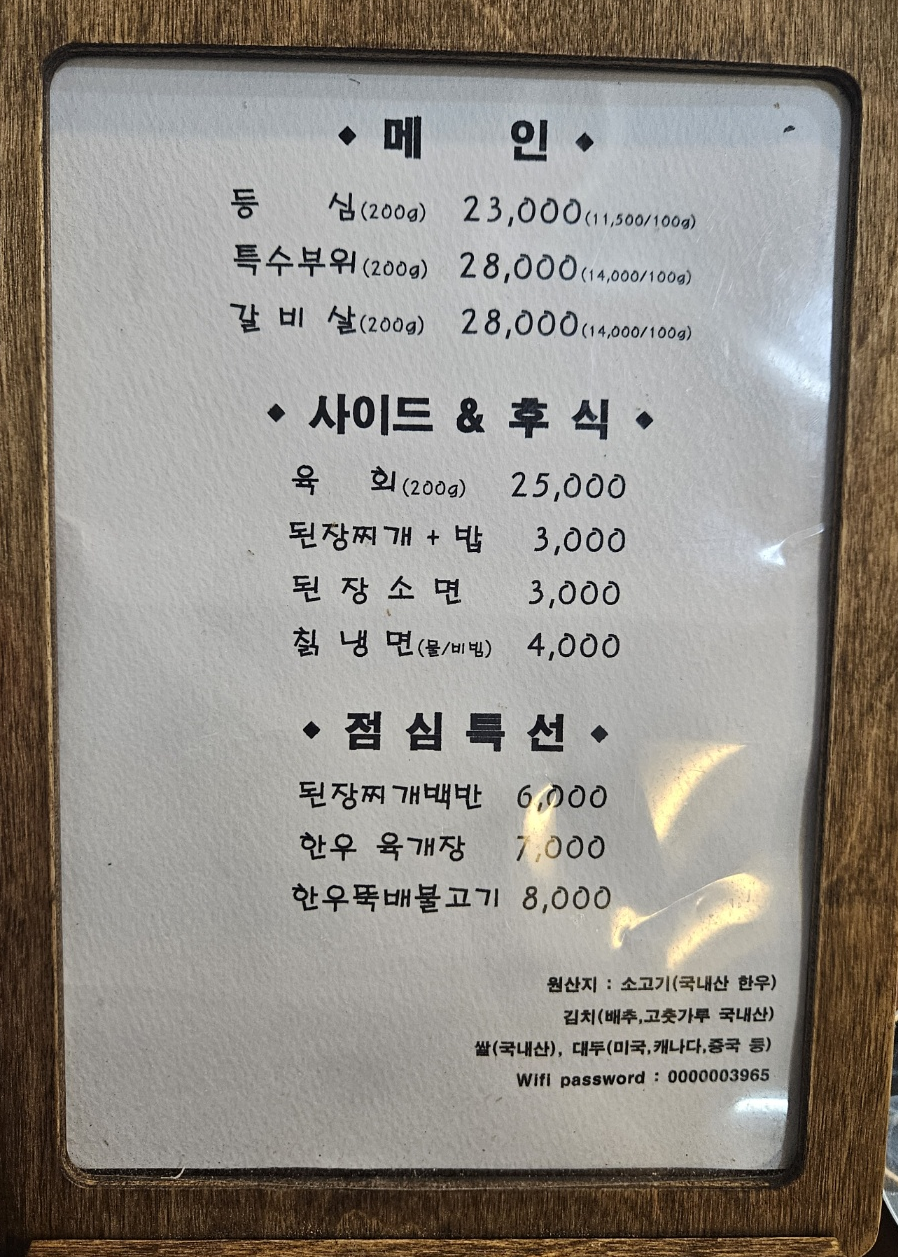 ◆ 메 인 ◆
등 심(200g) 23,000(11,500/100g)
특수부위(200g) 28,000(14,000/100g)
갈 비 살(200g) 28,000(14,000/100g)
◆ 사이드 & 후 식 ◆
육 회(200g) 25,000
된장찌개 + 밥 3,000
된 장 소 면 3,000
칡 냉 면(물/비빔) 4,000
◆ 점 심 특 선 ◆
된장찌개백반 6,000
한우 육개장 7,000
한우뚝배불고기 8,000
원산지 : 소고기(국내산 한우)
김치(배추,고춧가루 국내산)
쌀(국내산), 대두(미국,캐나다,중국 등)
Wifi password : 0000003965